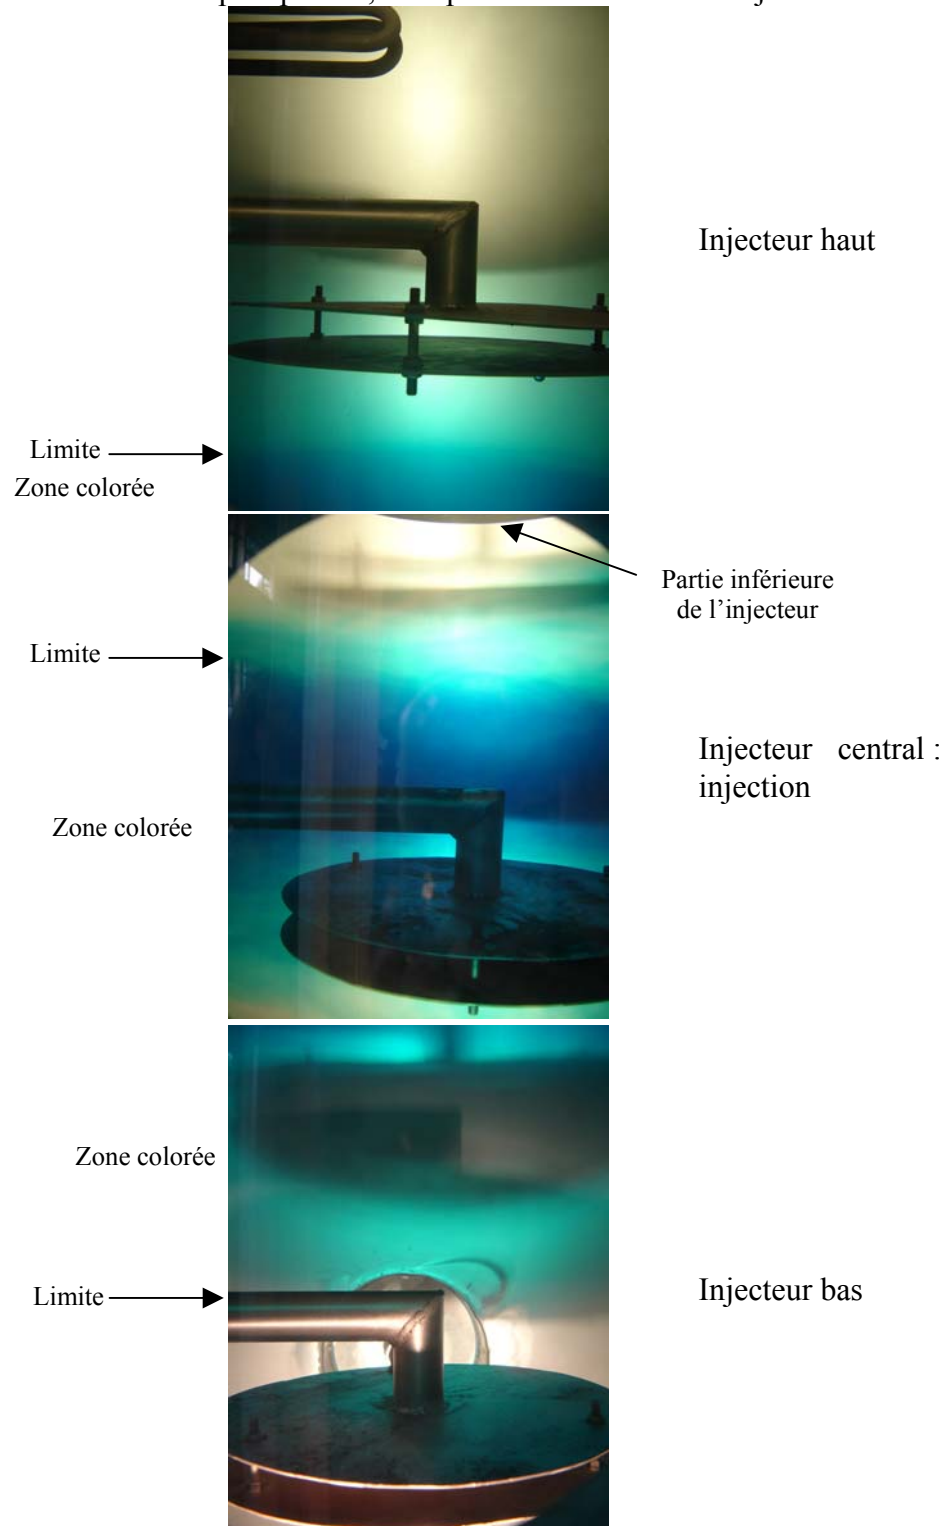 Injecteur haut
Limite
Zone colorée
Partie inférieure
de l’injecteur
Limite
Injecteur central :
injection
Zone colorée
Zone colorée
Limite
Injecteur bas